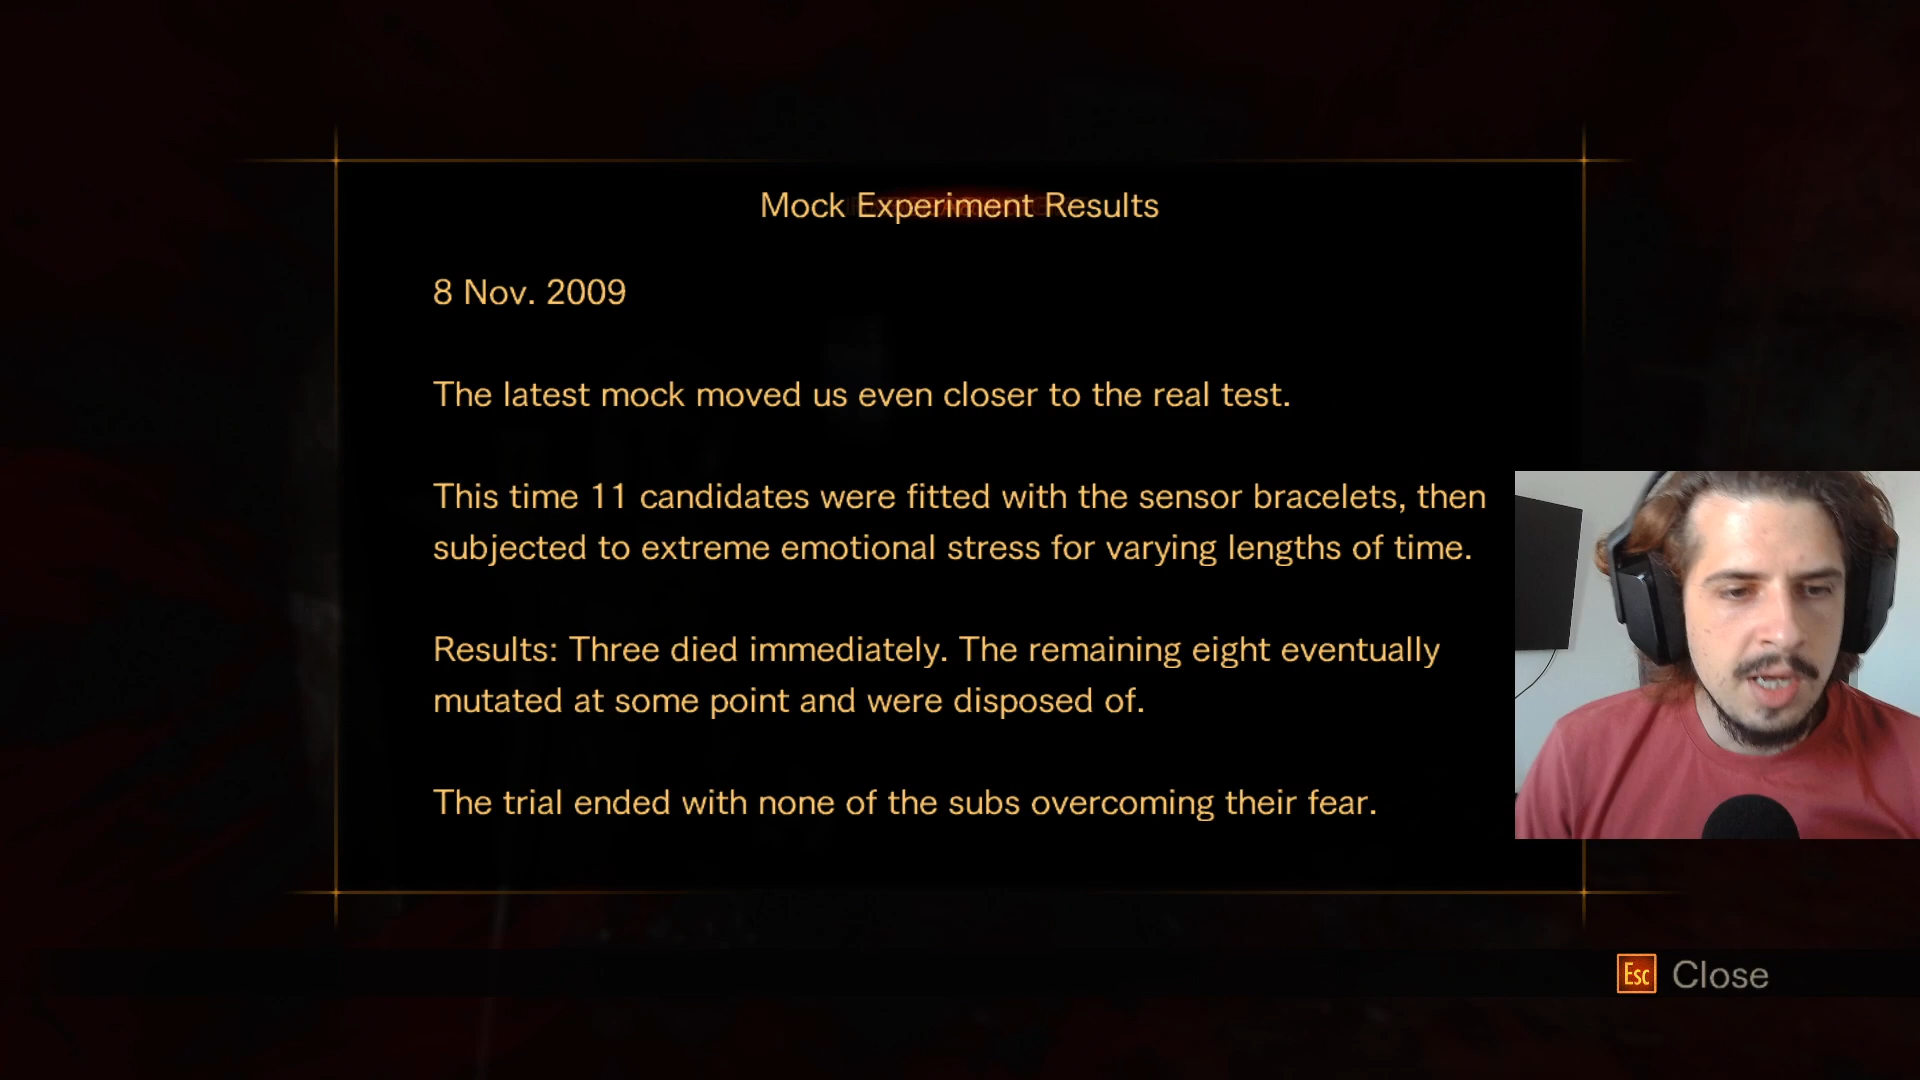 Mock Experiment Results
8 Nov. 2009
The latest mock moved us even closer to the real test.
This time 11 candidates were fitted with the sensor bracelets, then
subjected to extreme emotional stress for varying lengths of time.
Results: Three died immediately. The remaining eight eventually
mutated at some point and were disposed of.
The trial ended with none of the subs overcoming their fear.
Esc Close